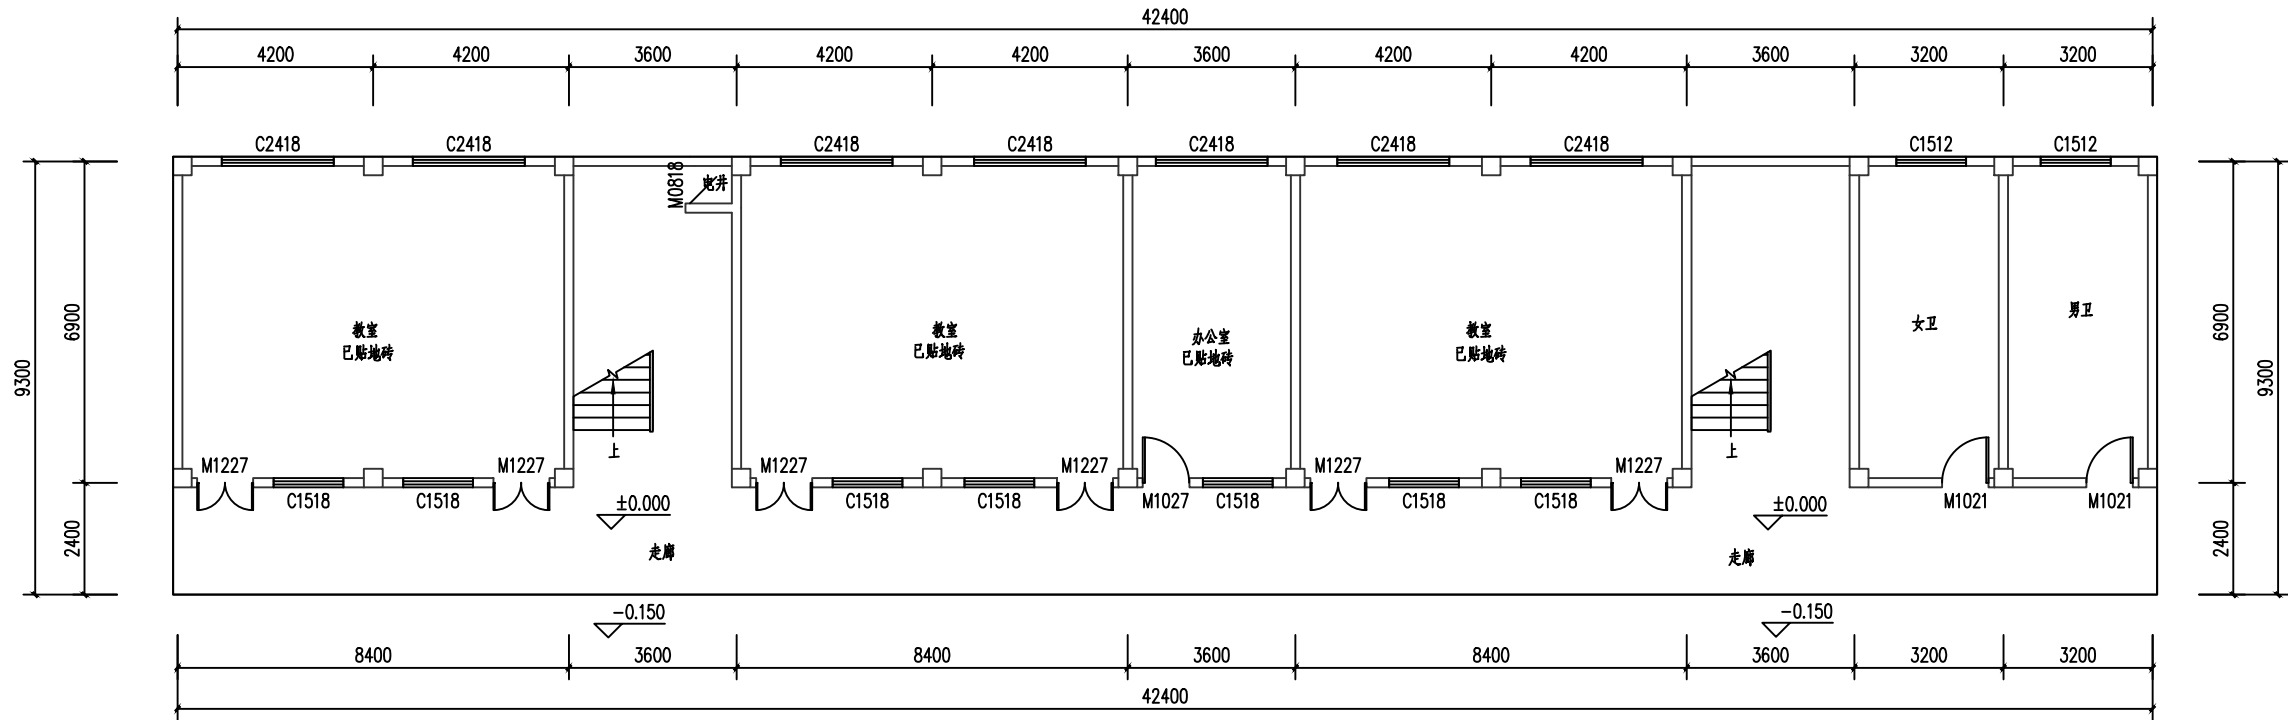 42400
4200 4200 3600 4200 4200 3600 4200 4200 3600 3200 3200
C2418 C2418 C2418 C2418 C2418 C2418 C2418 C1512 C1512
M0818
电井
9300
6900
2400
教室
已贴地砖
教室
已贴地砖
办公室
已贴地砖
教室
已贴地砖
女卫
男卫
6900
9300
2400
上
上
M1227 M1227 M1227 M1227 M1227 M1227
C1518 C1518 C1518 C1518 M1027 C1518 C1518 C1518 M1021 M1021
±0.000 ±0.000
走廊 走廊
-0.150 -0.150
8400 3600 8400 3600 8400 3600 3200 3200
42400